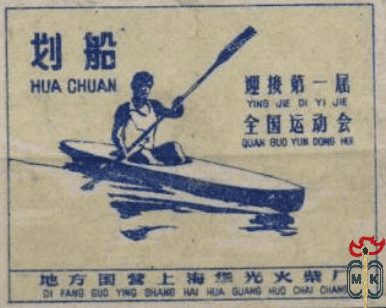 划船
HUA CHUAN
迎接第一届
YING JIE DI YI JIE
全国运动会
QUAN GUO YUN DONG HUI
地方国营上海华光火柴厂
DI FANG GUO YING SHANG HAI HUA GUANG HUO CHAI CHANG
MK